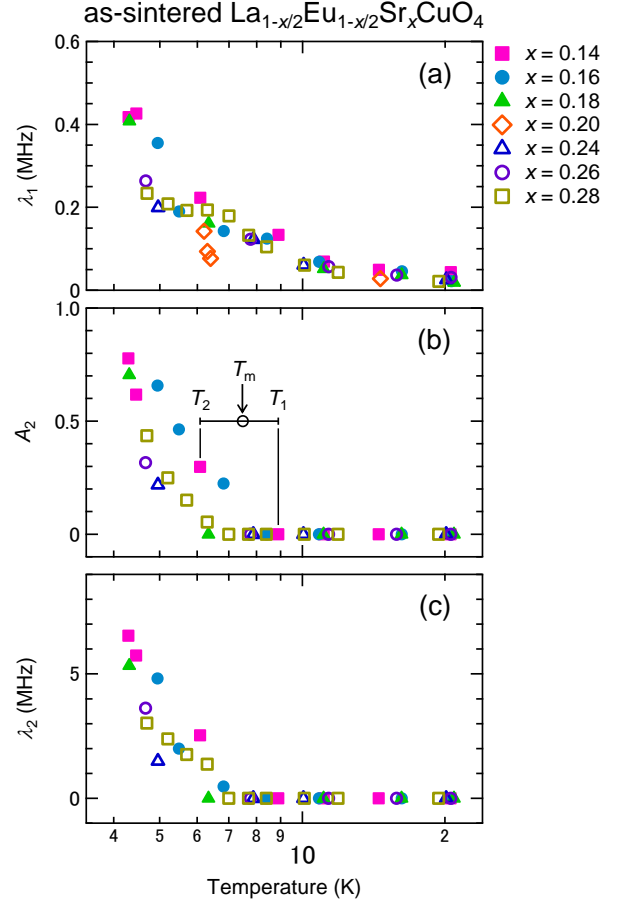 as-sintered La1-x/2Eu1-x/2SrxCuO4
(a)
x = 0.14
x = 0.16
x = 0.18
x = 0.20
x = 0.24
x = 0.26
x = 0.28
0.6
0.4
0.2
0
λ1 (MHz)
(b)
1.0
0.5
0
A2
Tm
T2
T1
(c)
5
0
λ2 (MHz)
4 5 6 7 8 9 10 2
Temperature (K)